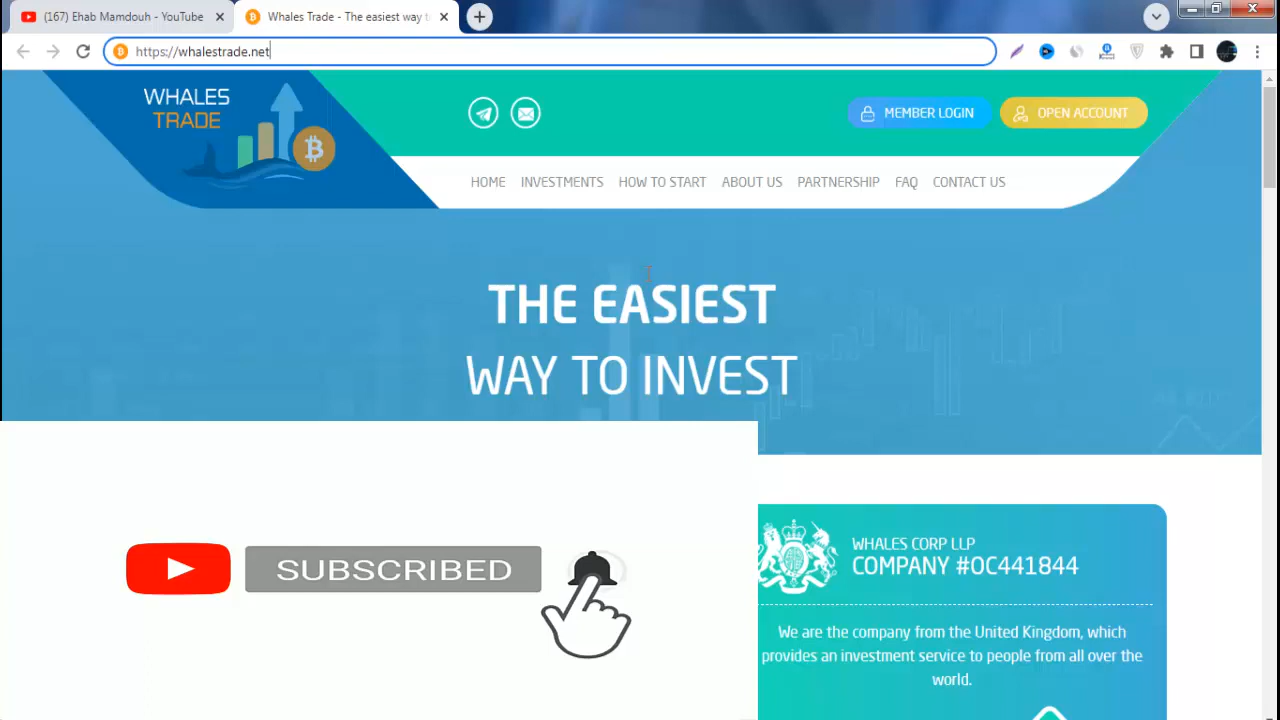 (167) Ehab Mamdouh - YouTube
Whales Trade - The easiest way t
https://whalestrade.net
WHALES
TRADE
MEMBER LOGIN
OPEN ACCOUNT
HOME
INVESTMENTS
HOW TO START
ABOUT US
PARTNERSHIP
FAQ
CONTACT US
THE EASIEST
WAY TO INVEST
SUBSCRIBED
WHALES CORP LLP
COMPANY #OC441844
We are the company from the United Kingdom, which
provides an investment service to people from all over the
world.